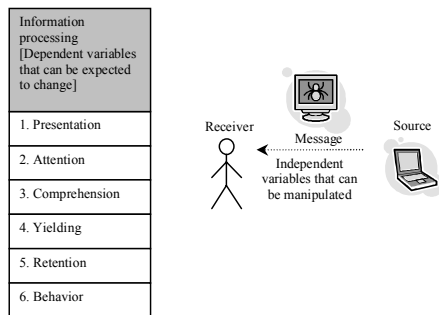 Information
processing
[Dependent variables
that can be expected
to change]
1. Presentation
2. Attention
3. Comprehension
4. Yielding
5. Retention
6. Behavior
Receiver
Message
Source
Independent
variables that can
be manipulated